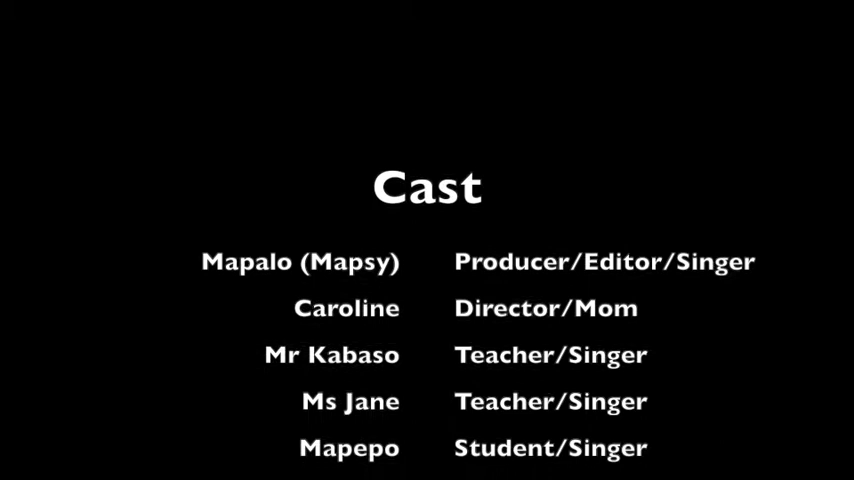 Cast
Mapalo (Mapsy) Producer/Editor/Singer
Caroline Director/Mom
Mr Kabaso Teacher/Singer
Ms Jane Teacher/Singer
Mapepo Student/Singer